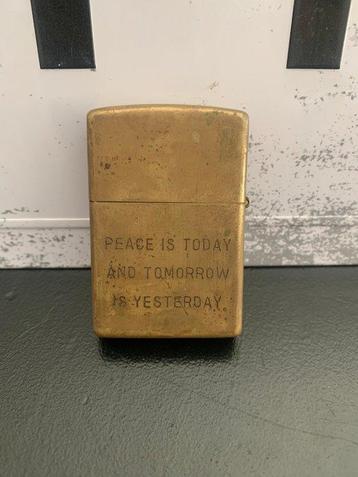 PEACE IS TODAY
AND TOMORROW
IS YESTERDAY